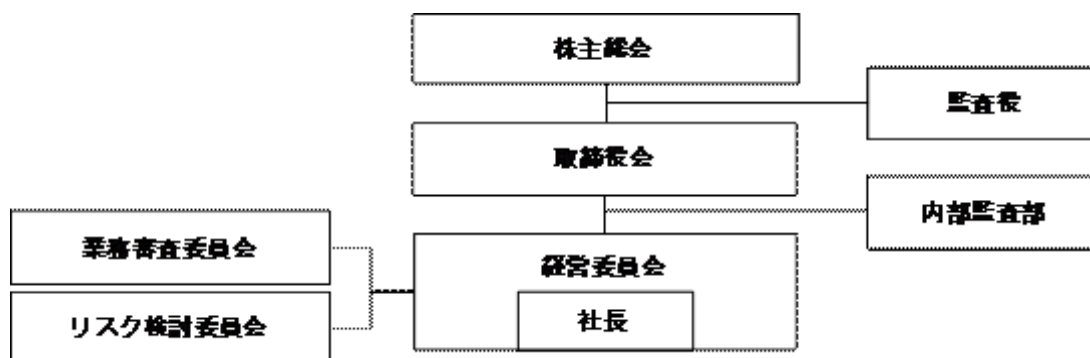 株主総会
監査役
取締役会
内部監査部
業務審査委員会
経営委員会
リスク検討委員会
社長